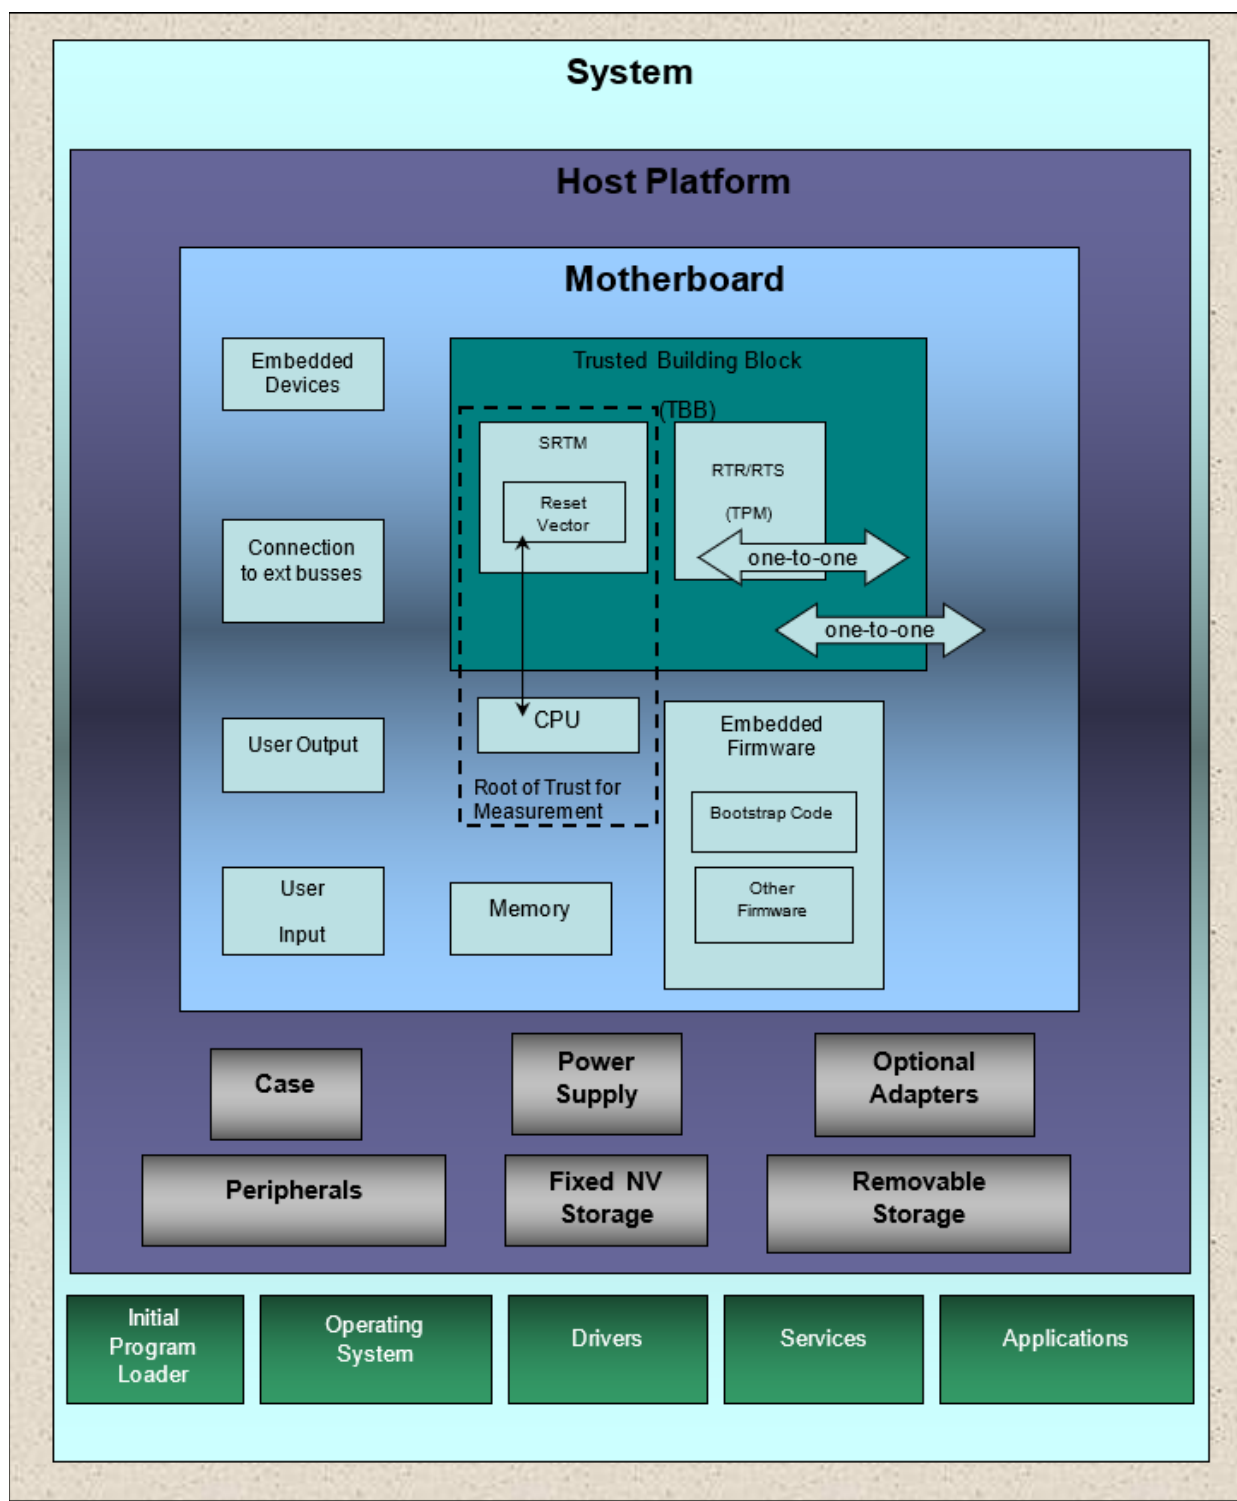 System
Host Platform
Motherboard
Embedded
Devices
Trusted Building Block
(TBB)
SRTM
Reset
Vector
RTR/RTS
(TPM)
one-to-one
one-to-one
Connection
to ext busses
User Output
CPU
Root of Trust for
Measurement
Embedded
Firmware
Bootstrap Code
Other
Firmware
User
Input
Memory
Case
Power
Supply
Optional
Adapters
Peripherals
Fixed NV
Storage
Removable
Storage
Initial
Program
Loader
Operating
System
Drivers
Services
Applications